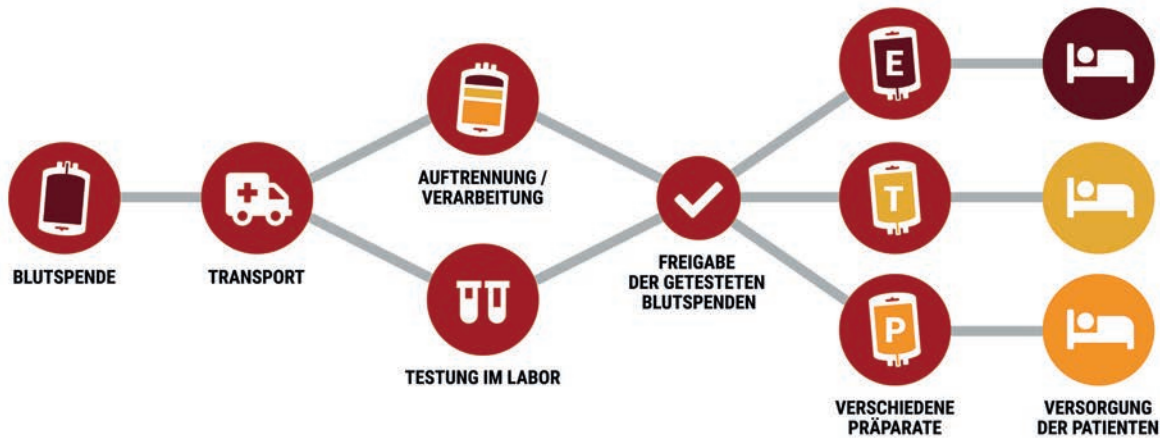 BLUTSPENDE
TRANSPORT
AUFTRENNUNG /
VERARBEITUNG
TESTUNG IM LABOR
FREIGABE
DER GETESTETEN
BLUTSPENDEN
E
T
P
VERSCHIEDENE
PRÄPARATE
VERSORGUNG
DER PATIENTEN